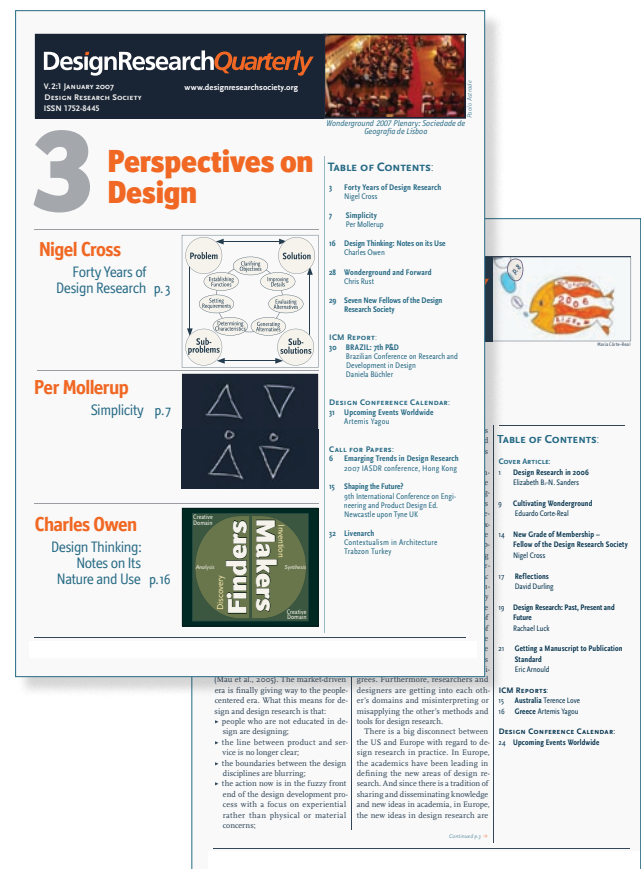 DesignResearchQuarterly
V.2:1 January 2007
Design Research Society
ISSN 1752-8445
www.designresearchsociety.org
Wonderground 2007 Plenary: Sociedade de
Geografia de Lisboa
3
Perspectives on
Design
Nigel Cross
Forty Years of
Design Research p.3
Problem
Solution
Clarifying
Objectives
Establishing
Functions
Improving
Details
Setting
Requirements
Evaluating
Alternatives
Determining
Characteristics
Generating
Alternatives
Sub-
problems
Sub-
solutions
Per Mollerup
Simplicity p.7
Charles Owen
Design Thinking:
Notes on Its
Nature and Use p.16
Creative
Domain
Analysis
Discovery
Finders
Makers
Invention
Synthesis
Creative
Domain
Table of Contents:
3 Forty Years of Design Research
Nigel Cross
7 Simplicity
Per Mollerup
16 Design Thinking: Notes on its Use
Charles Owen
28 Wonderground and Forward
Chris Rust
29 Seven New Fellows of the Design
Research Society
ICM Report:
30 BRAZIL: 7th P&D
Brazilian Conference on Research and
Development in Design
Daniela Büchler
Design Conference Calendar:
31 Upcoming Events Worldwide
Artemis Yagou
Call for Papers:
6 Emarging Trends in Design Research
2007 IASDR conference, Hong Kong
15 Shaping the Future?
9th International Conference on Engi-
neering and Product Design Ed.
Newcastle upon Tyne UK
32 Livenarch
Contextualism in Architecture
Trabzon Turkey
2006
Maria Côrte-Real
Table of Contents:
Cover Article:
1 Design Research in 2006
Elizabeth B.-N. Sanders
9 Cultivating Wonderground
Eduardo Corte-Real
14 New Grade of Membership –
Fellow of the Design Research Society
Nigel Cross
17 Reflections
David Durling
19 Design Research: Past, Present and
Future
Rachael Luck
21 Getting a Manuscript to Publication
Standard
Eric Arnould
ICM Reports:
15 Australia Terence Love
16 Greece Artemis Yagou
Design Conference Calendar:
24 Upcoming Events Worldwide
(Mau et al., 2005). The market-driven
era is finally giving way to the people-
centered era. What this means for de-
sign and design research is that:
▸ people who are not educated in de-
sign are designing;
▸ the line between product and ser-
vice is no longer clear;
▸ the boundaries between the design
disciplines are blurring;
▸ the action now is in the fuzzy front
end of the design development pro-
cess with a focus on experiential
rather than physical or material
concerns;
grees. Furthermore, researchers and
designers are getting into each oth-
er's domains and misinterpreting or
misapplying the other's methods and
tools for design research.
There is a big disconnect between
the US and Europe with regard to de-
sign research in practice. In Europe,
the academics have been leading in
defining the new areas of design re-
search. And since there is a tradition of
sharing and disseminating knowledge
and new ideas in academia, in Europe,
the new ideas in design research are
Continued p.3